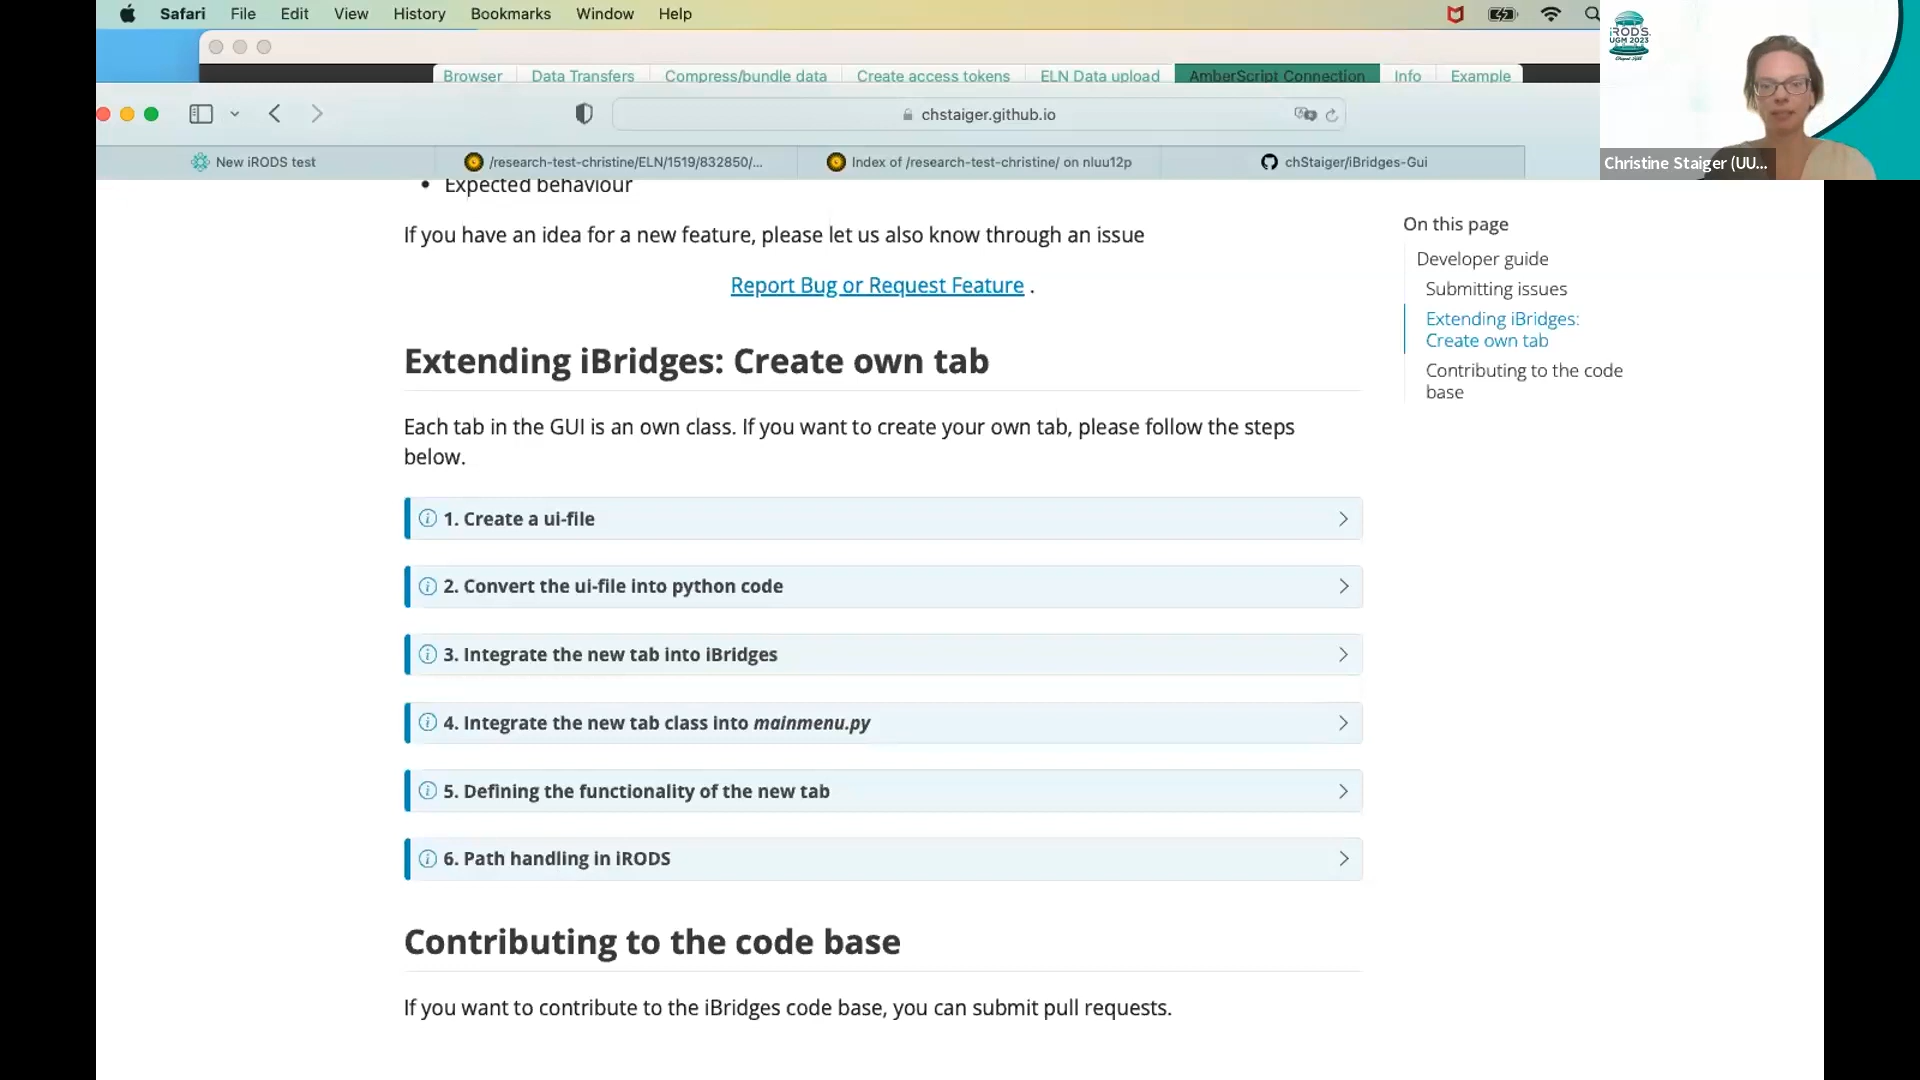 Safari File Edit View History Bookmarks Window Help
iRODS
UGM 2023
Browser Data Transfers Compress/bundle data Create access tokens ELN Data upload AmberScript Connection Info Example
chstaiger.github.io
New iRODS test /research-test-christine/ELN/1519/832850/... Index of /research-test-christine/ on nluu12p chStaiger/iBridges-Gui
Christine Staiger (UU...
• Expected behaviour
If you have an idea for a new feature, please let us also know through an issue
Report Bug or Request Feature .
Extending iBridges: Create own tab
Each tab in the GUI is an own class. If you want to create your own tab, please follow the steps
below.
1. Create a ui-file
2. Convert the ui-file into python code
3. Integrate the new tab into iBridges
4. Integrate the new tab class into mainmenu.py
5. Defining the functionality of the new tab
6. Path handling in iRODS
Contributing to the code base
If you want to contribute to the iBridges code base, you can submit pull requests.
On this page
Developer guide
Submitting issues
Extending iBridges:
Create own tab
Contributing to the code
base